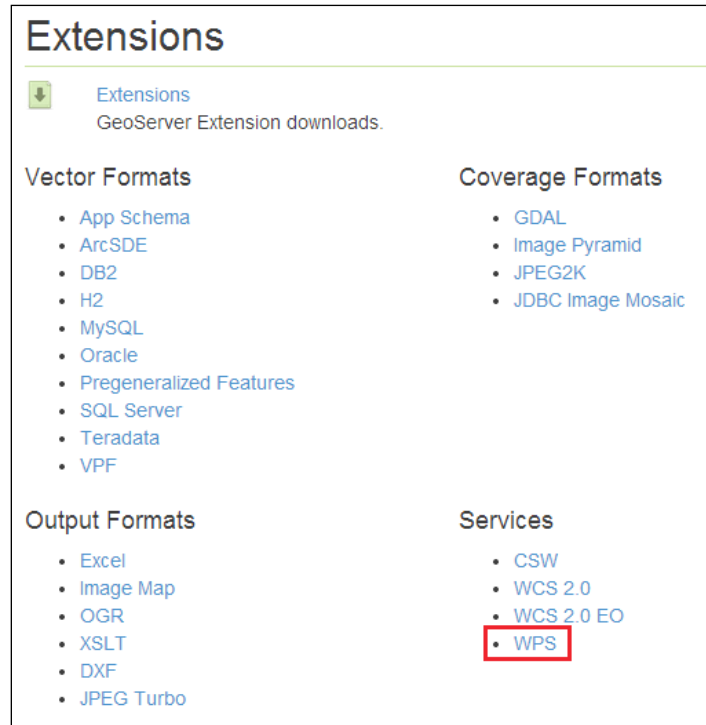 Extensions
Extensions
GeoServer Extension downloads.
Vector Formats
• App Schema
• ArcSDE
• DB2
• H2
• MySQL
• Oracle
• Pregeneralized Features
• SQL Server
• Teradata
• VPF
Coverage Formats
• GDAL
• Image Pyramid
• JPEG2K
• JDBC Image Mosaic
Output Formats
• Excel
• Image Map
• OGR
• XSLT
• DXF
• JPEG Turbo
Services
• CSW
• WCS 2.0
• WCS 2.0 EO
• WPS